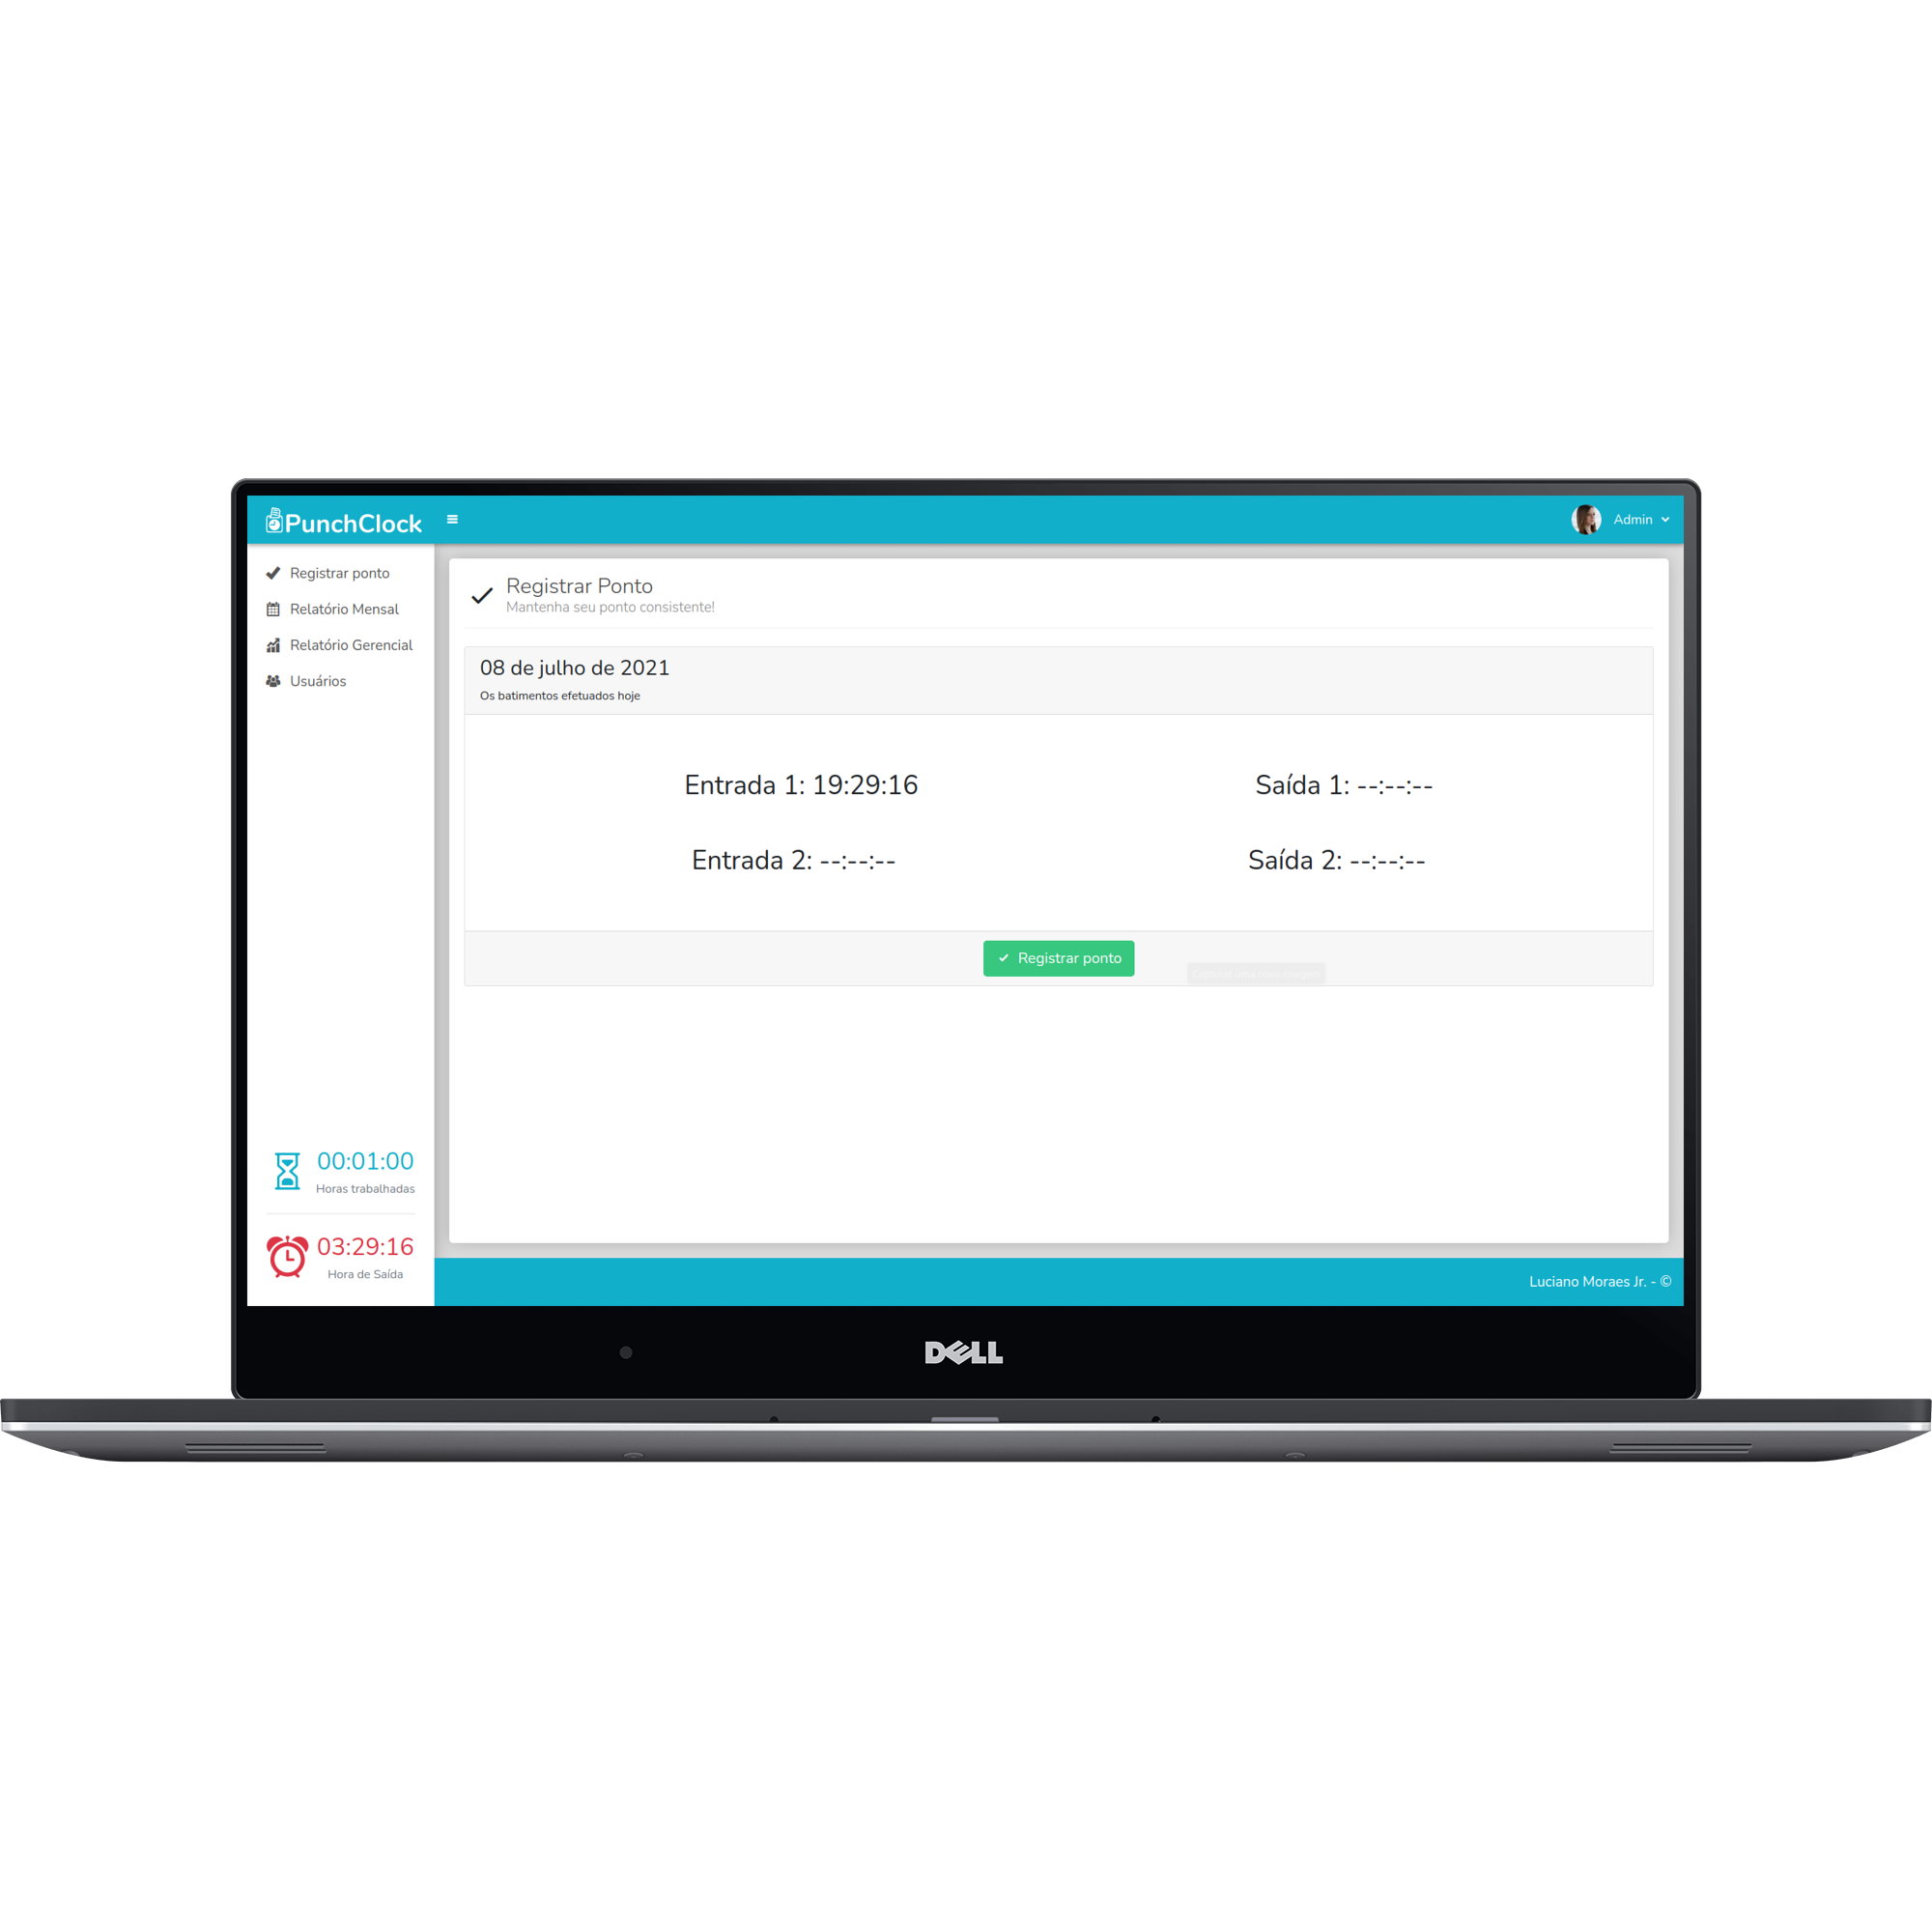 PunchClock
Admin
Registrar ponto
Relatório Mensal
Relatório Gerencial
Usuários
Registrar Ponto
Mantenha seu ponto consistente!
08 de julho de 2021
Os batimentos efetuados hoje
Entrada 1: 19:29:16
Saída 1: --:--:--
Entrada 2: --:--:--
Saída 2: --:--:--
Registrar ponto
00:01:00
Horas trabalhadas
03:29:16
Hora de Saída
Luciano Moraes Jr. - ©
DELL